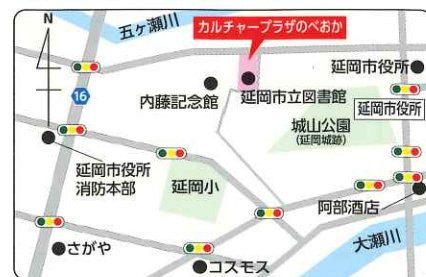 N
五ヶ瀬川
カルチャープラザのべおか
延岡市役所
16
内藤記念館
延岡市立図書館
延岡市役所
城山公園
(延岡城跡)
延岡市役所
消防本部
延岡小
阿部酒店
さがや
コスモス
大瀬川